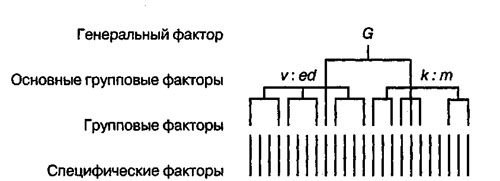 Генеральный фактор G
Основные групповые факторы v : ed k : m
Групповые факторы
Специфические факторы